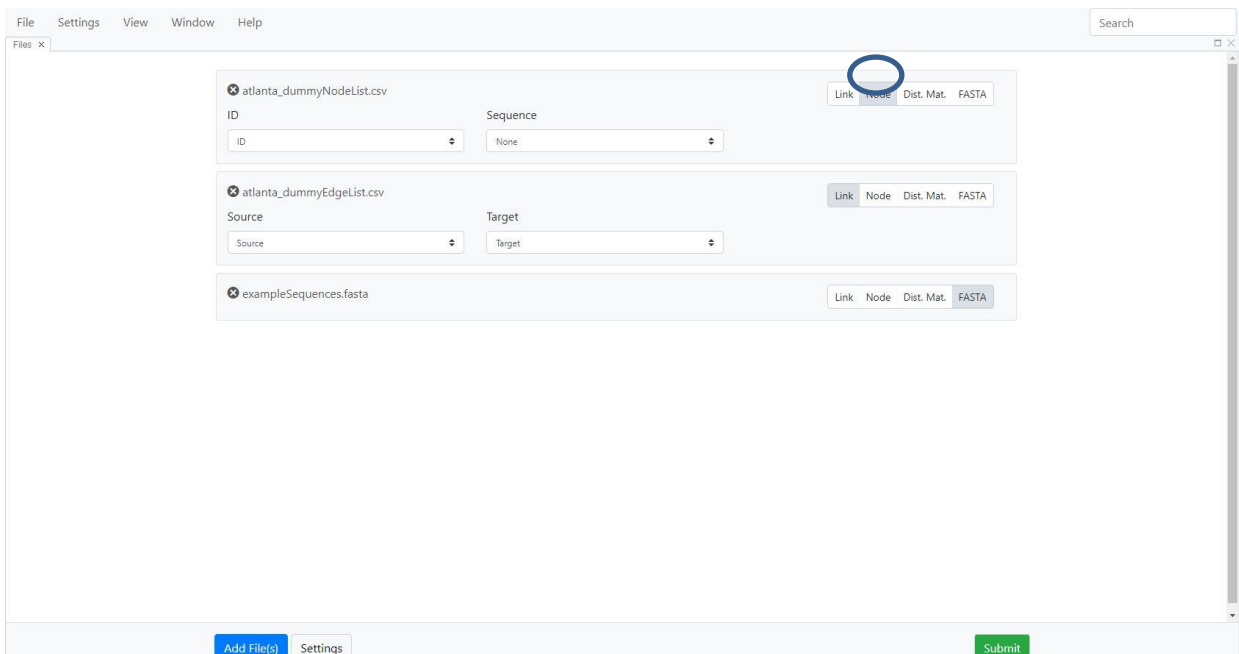 File Settings View Window Help Search
Files ×
atlanta_dummyNodeList.csv Link Node Dist. Mat. FASTA
ID Sequence
ID None
atlanta_dummyEdgeList.csv Link Node Dist. Mat. FASTA
Source Target
Source Target
exampleSequences.fasta Link Node Dist. Mat. FASTA
Add File(s) Settings Submit